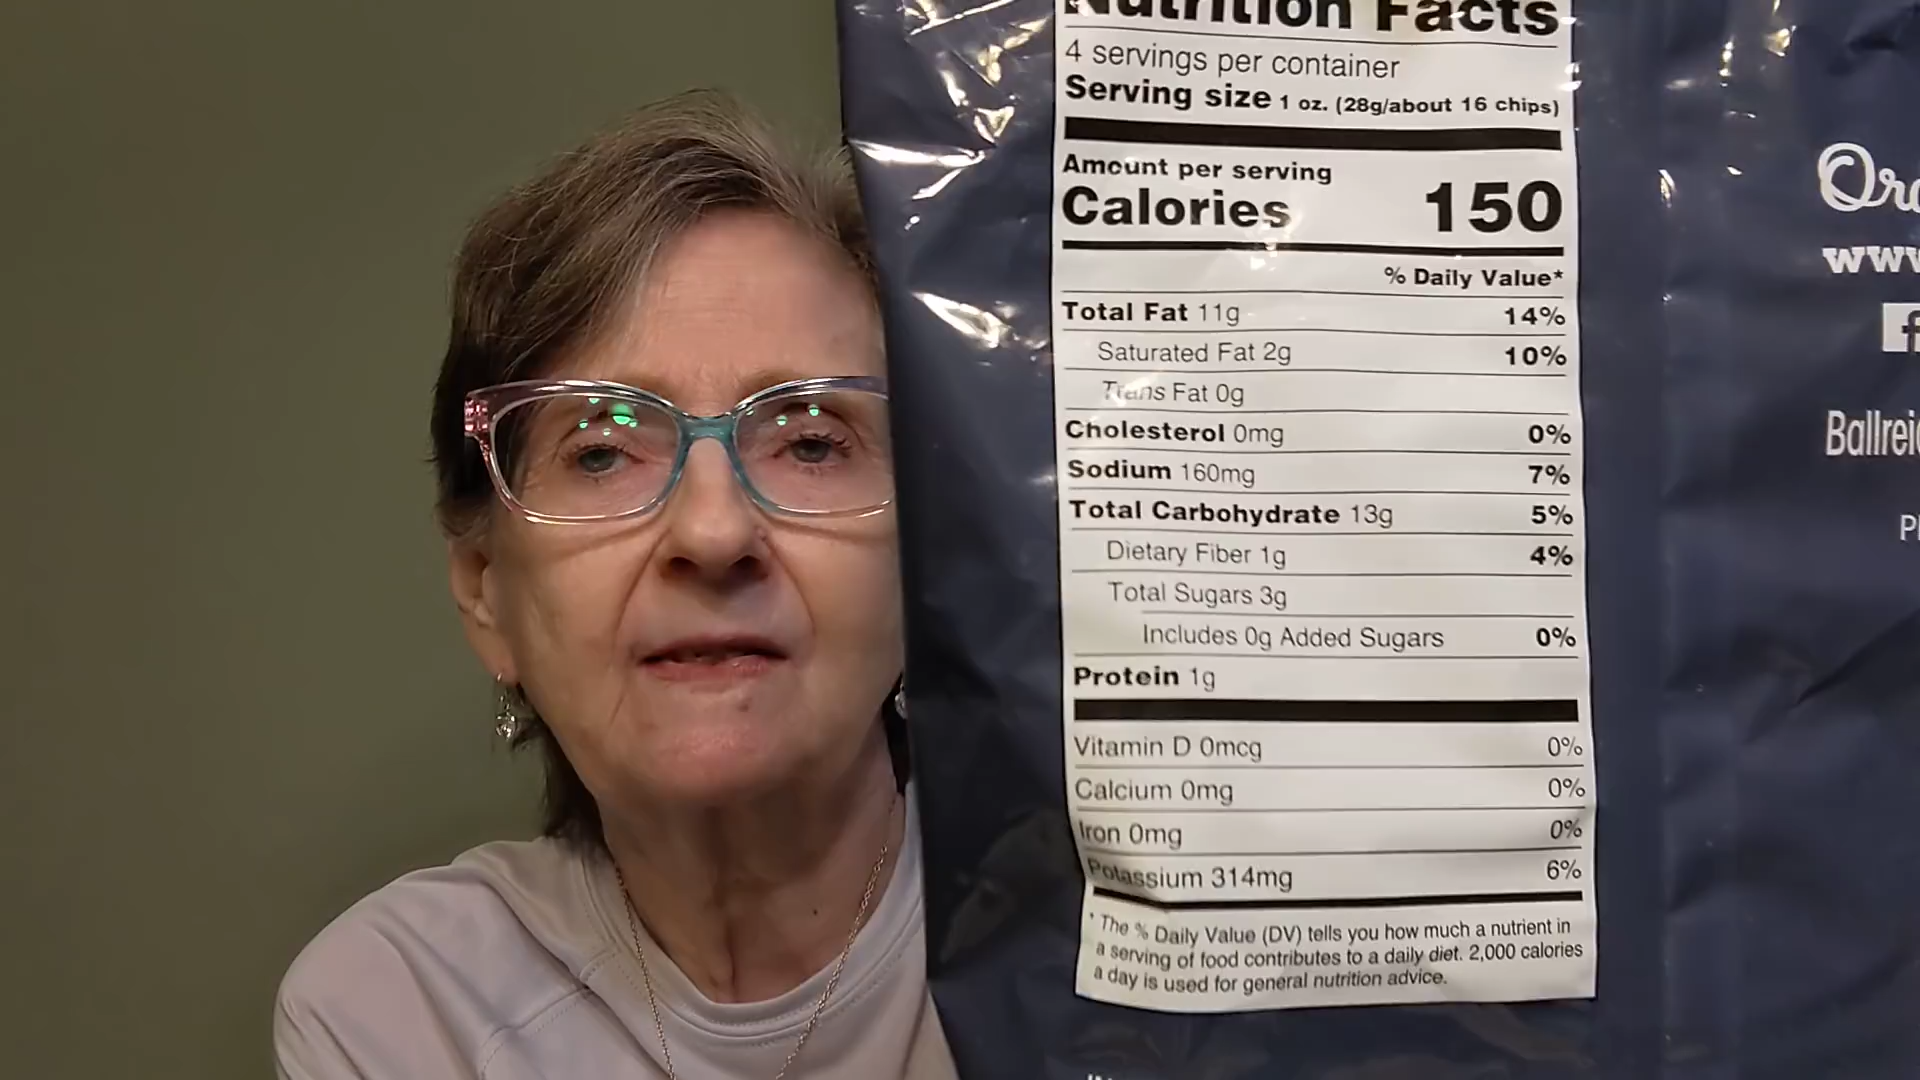 Nutrition Facts
4 servings per container
Serving size 1 oz. (28g/about 16 chips)
Amount per serving
Calories 150
% Daily Value*
Total Fat 11g 14%
Saturated Fat 2g 10%
Trans Fat 0g
Cholesterol 0mg 0%
Sodium 160mg 7%
Total Carbohydrate 13g 5%
Dietary Fiber 1g 4%
Total Sugars 3g
Includes 0g Added Sugars 0%
Protein 1g
Vitamin D 0mcg 0%
Calcium 0mg 0%
Iron 0mg 0%
Potassium 314mg 6%
* The % Daily Value (DV) tells you how much a nutrient in
a serving of food contributes to a daily diet. 2,000 calories
a day is used for general nutrition advice.
www
f